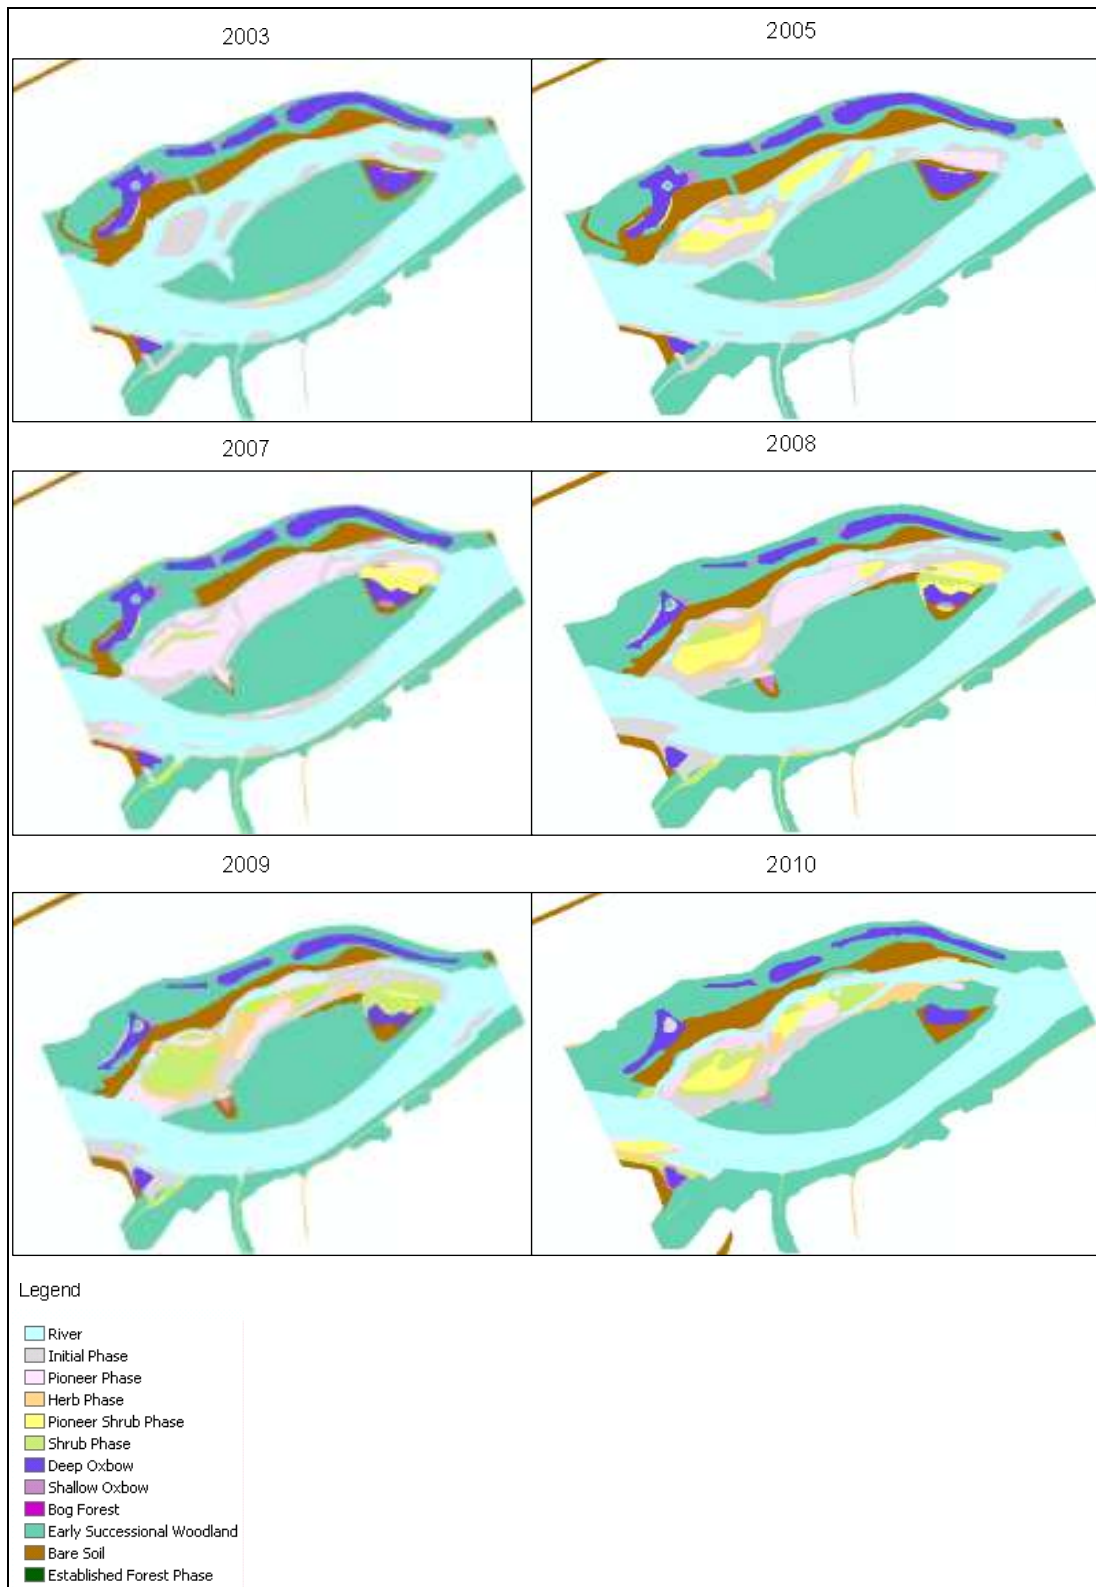 2003
2005
2007
2008
2009
2010
Legend
River
Initial Phase
Pioneer Phase
Herb Phase
Pioneer Shrub Phase
Shrub Phase
Deep Oxbow
Shallow Oxbow
Bog Forest
Early Successional Woodland
Bare Soil
Established Forest Phase